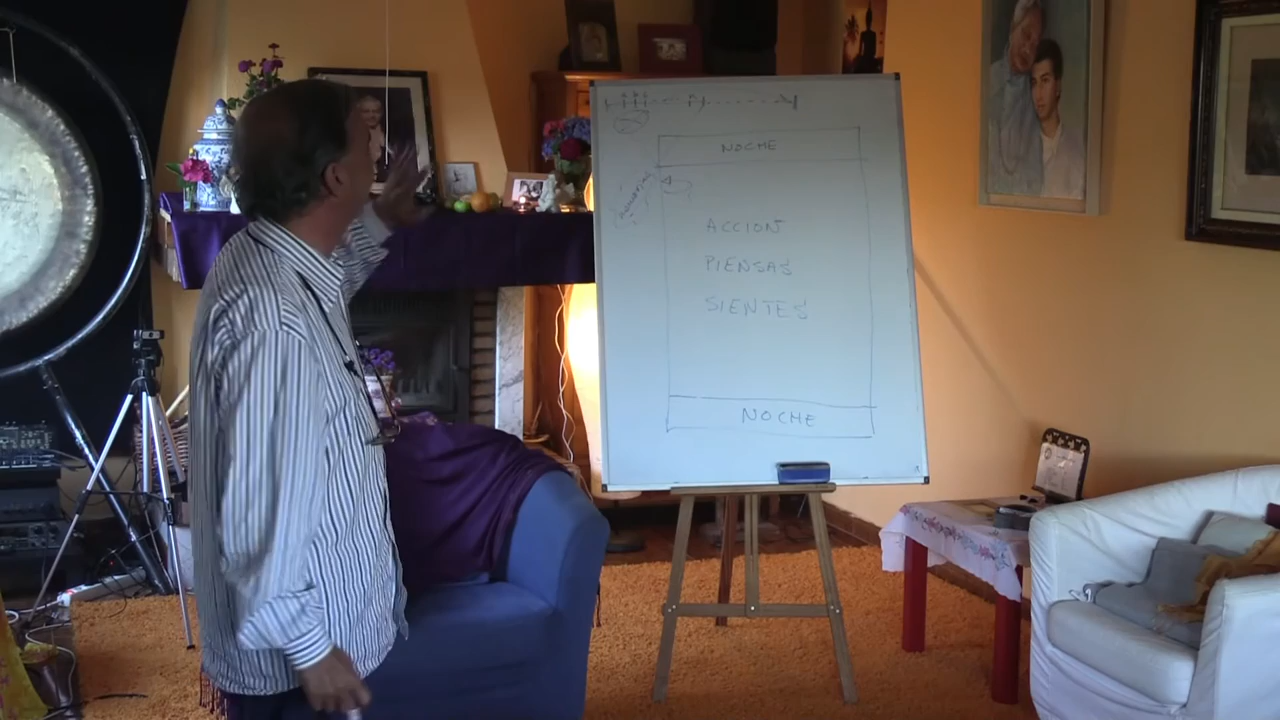 NOCHE
ACCION
PIENSAS
SIENTES
NOCHE